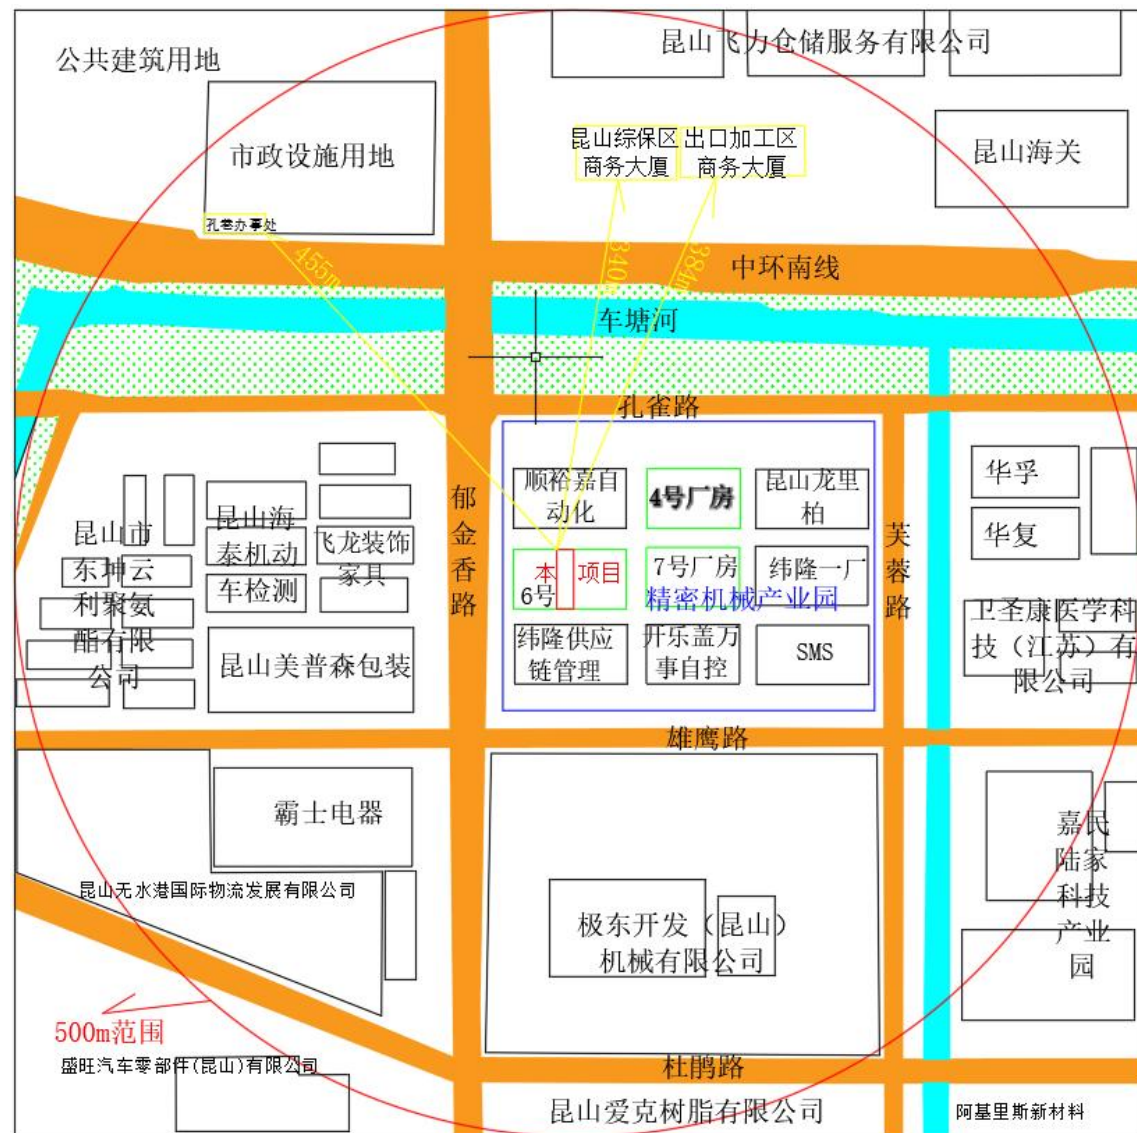 昆山飞力仓储服务有限公司
公共建筑用地
昆山综保区
商务大厦
出口加工区
商务大厦
市政设施用地
昆山海关
孔巷办事处
455m
340m
384m
中环南线
车塘河
孔雀路
郁金香路
芙蓉路
顺裕嘉自
动化
4号厂房
昆山龙里
柏
华孚
华复
昆山市
东坤云
利聚氨
酯有限
公司
昆山海
泰机动
车检测
飞龙装饰
家具
本 项目
6号
7号厂房
纬隆一厂
精密机械产业园
昆山美普森包装
纬隆供应
链管理
开乐盖万
事自控
SMS
卫圣康医学科
技（江苏）有
限公司
雄鹰路
霸士电器
昆山无水港国际物流发展有限公司
极东开发（昆山）
机械有限公司
嘉民
陆家
科技
产业
园
500m范围
盛旺汽车零部件(昆山)有限公司
杜鹃路
昆山爱克树脂有限公司
阿基里斯新材料